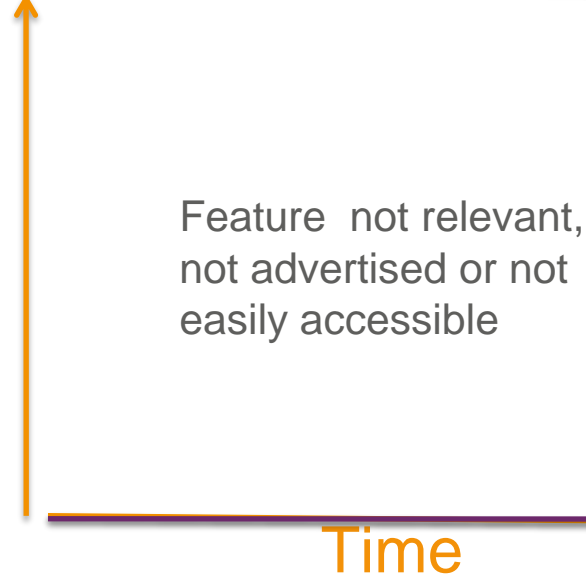 Feature  not relevant,
not advertised or not
easily accessible
Time